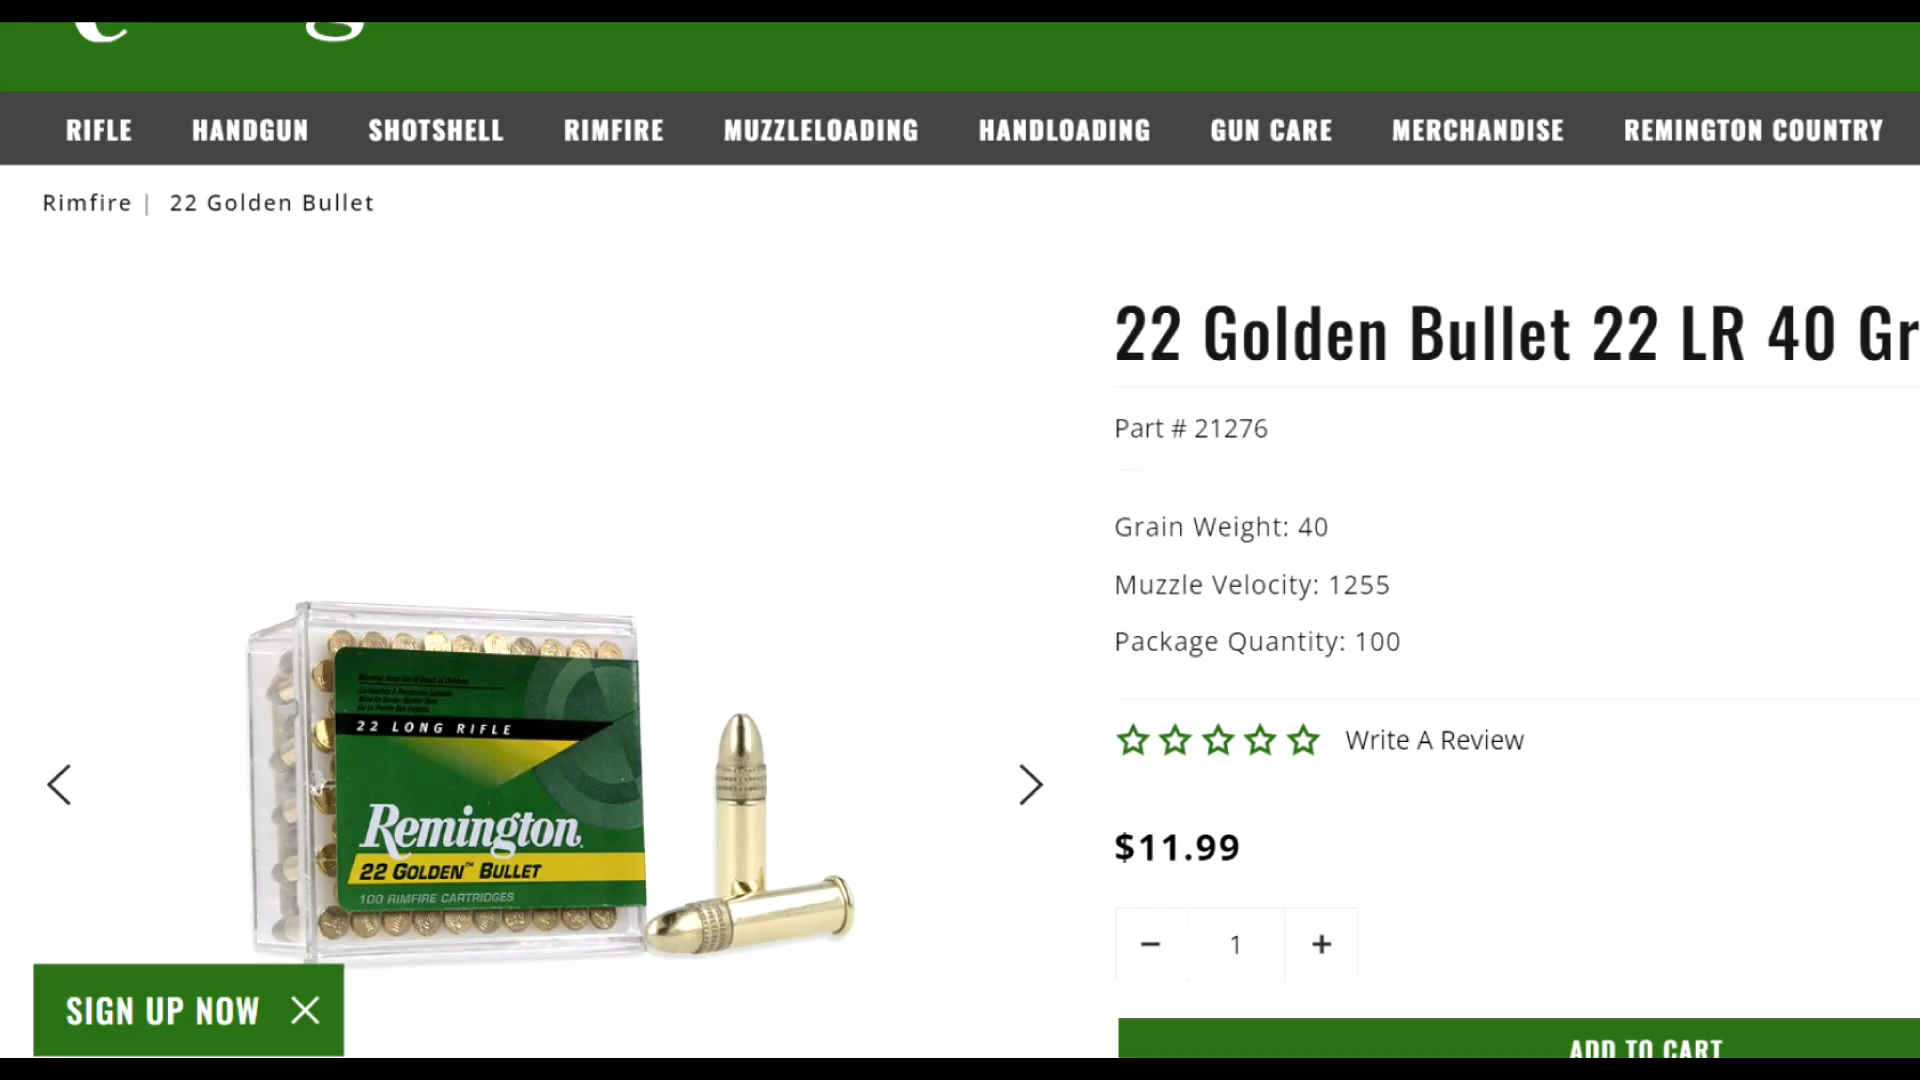 RIFLE HANDGUN SHOTSHELL RIMFIRE MUZZLELOADING HANDLOADING GUN CARE MERCHANDISE REMINGTON COUNTRY
Rimfire | 22 Golden Bullet
22 Golden Bullet 22 LR 40 Gr
Part # 21276
Grain Weight: 40
Muzzle Velocity: 1255
Package Quantity: 100
22 LONG RIFLE
Remington
22 GOLDEN™ BULLET
100 RIMFIRE CARTRIDGES
Write A Review
$11.99
− 1 +
SIGN UP NOW
ADD TO CART